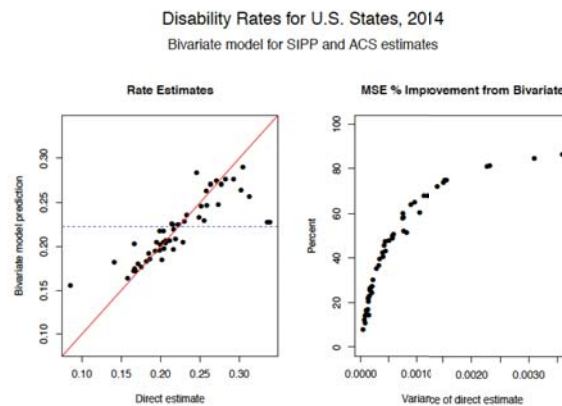 Disability Rates for U.S. States, 2014
Bivariate model for SIPP and ACS estimates
Rate Estimates
Bivariate model prediction
0.30
0.25
0.20
0.15
0.10
0.10 0.15 0.20 0.25 0.30
Direct estimate
MSE % Improvement from Bivariate
Percent
100
80
60
40
20
0
0.0000 0.0010 0.0020 0.0030
Variance of direct estimate